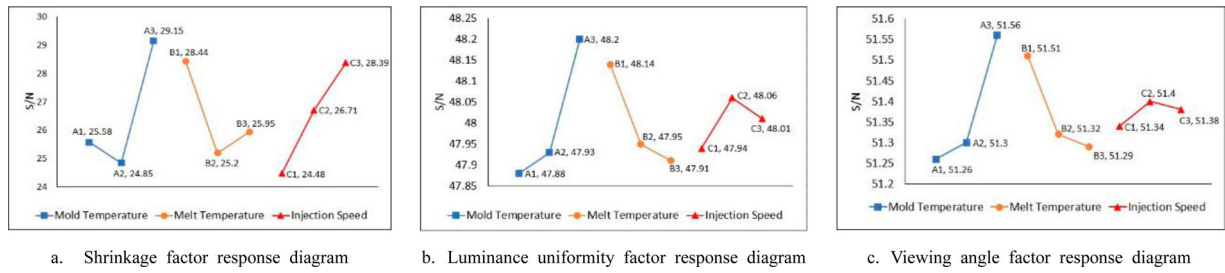 30
29
28
27
26
25
24
S/N
A1, 25.58
A2, 24.85
A3, 29.15
B1, 28.44
B2, 25.2
B3, 25.95
C1, 24.48
C2, 26.71
C3, 28.39
Mold Temperature Melt Temperature Injection Speed
a. Shrinkage factor response diagram
48.25
48.2
48.15
48.1
48.05
48
47.95
47.9
47.85
S/N
A1, 47.88
A2, 47.93
A3, 48.2
B1, 48.14
B2, 47.95
B3, 47.91
C1, 47.94
C2, 48.06
C3, 48.01
Mold Temperature Melt Temperature Injection Speed
b. Luminance uniformity factor response diagram
51.6
51.55
51.5
51.45
51.4
51.35
51.3
51.25
51.2
S/N
A1, 51.26
A2, 51.3
A3, 51.56
B1, 51.51
B2, 51.32
B3, 51.29
C1, 51.34
C2, 51.4
C3, 51.38
Mold Temperature Melt Temperature Injection Speed
c. Viewing angle factor response diagram